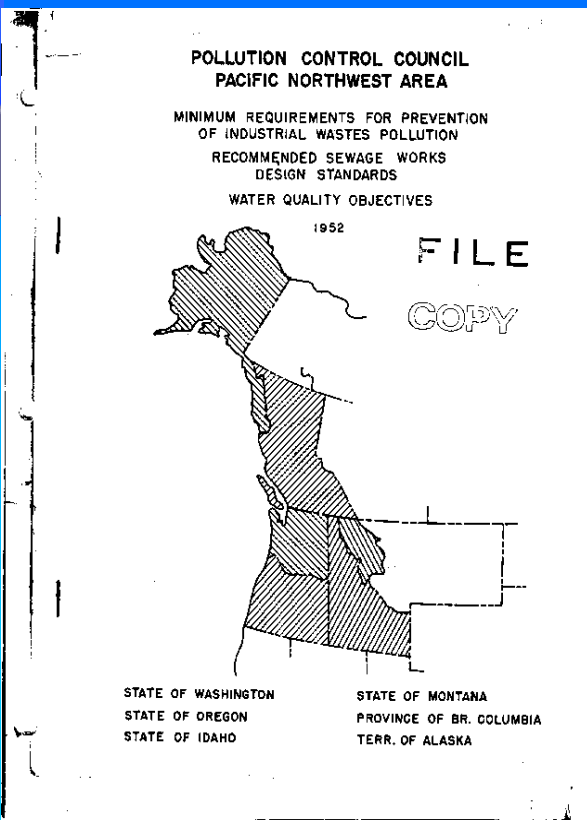 POLLUTION CONTROL COUNCIL
PACIFIC NORTHWEST AREA
MINIMUM REQUIREMENTS FOR PREVENTION
OF INDUSTRIAL WASTES POLLUTION
RECOMMENDED SEWAGE WORKS
DESIGN STANDARDS
WATER QUALITY OBJECTIVES
1952
FILE
COPY
STATE OF WASHINGTON
STATE OF OREGON
STATE OF IDAHO
STATE OF MONTANA
PROVINCE OF BR. COLUMBIA
TERR. OF ALASKA